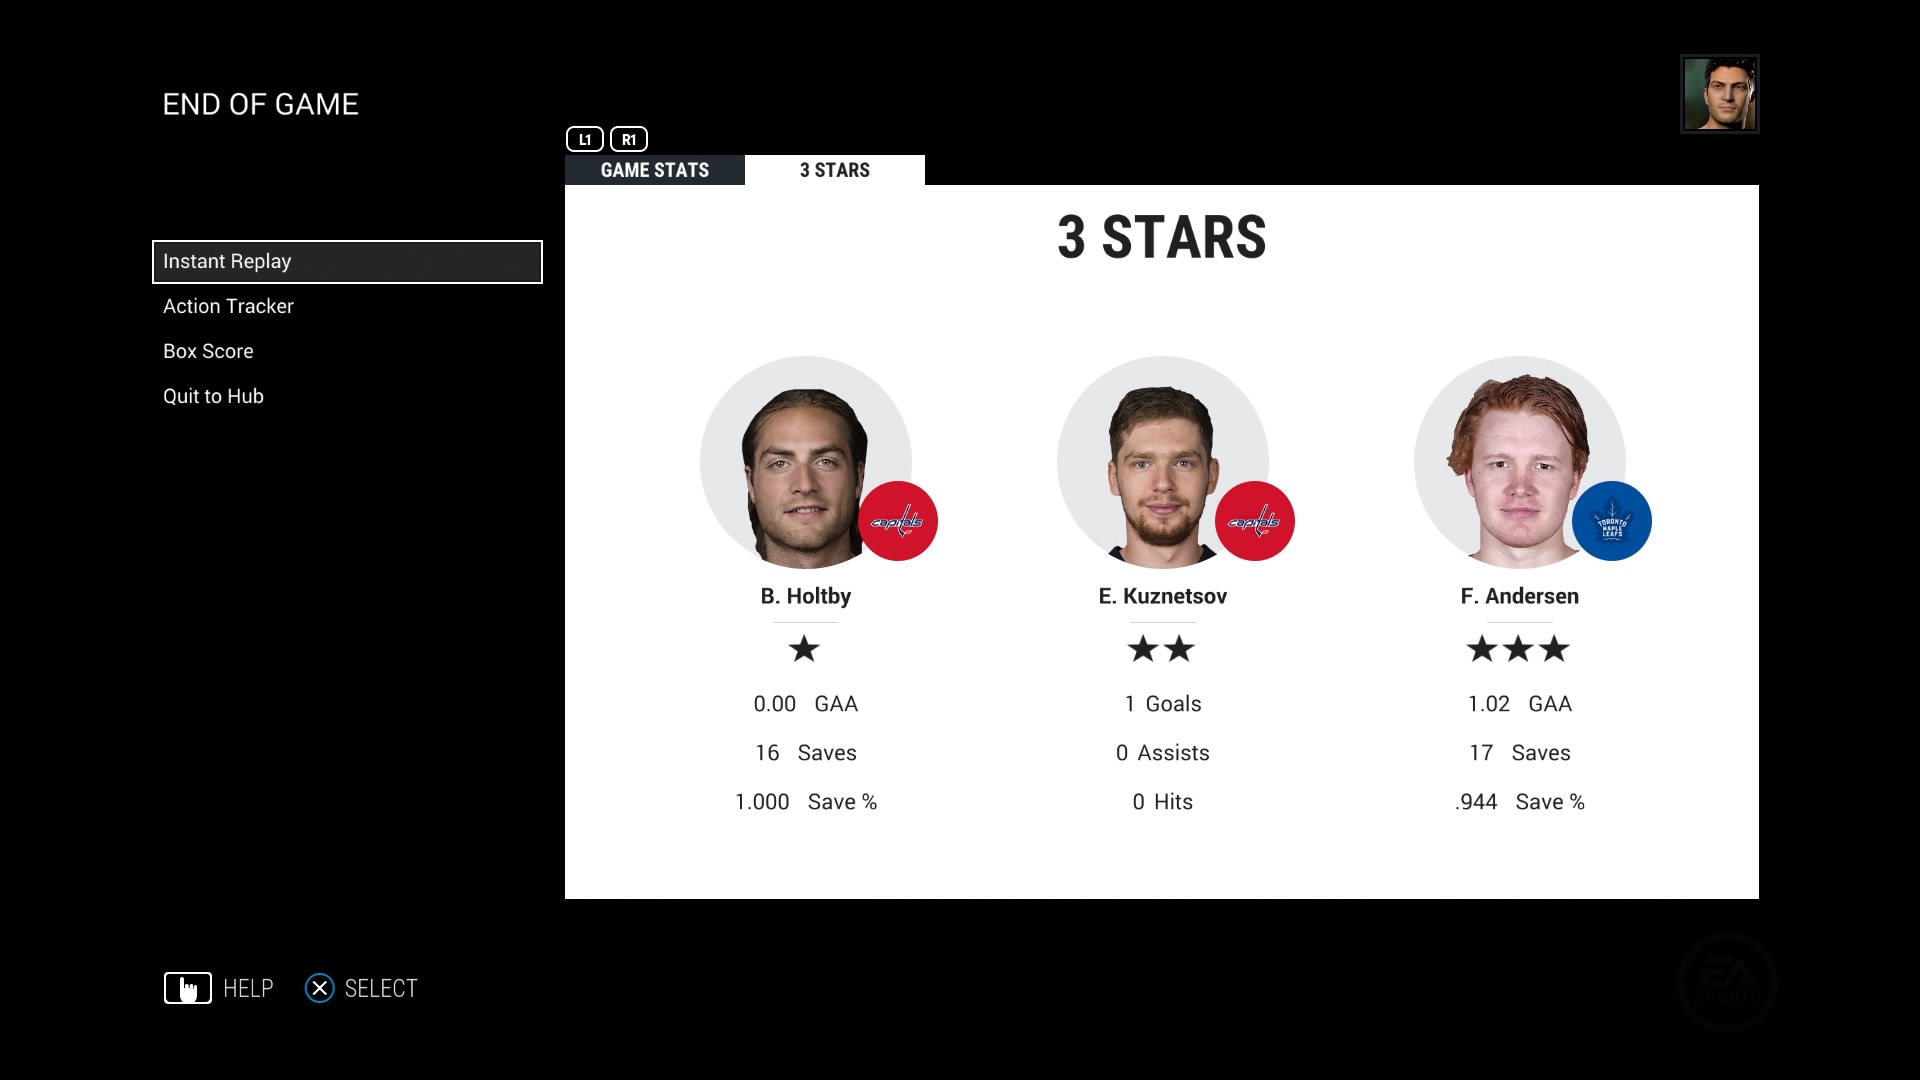 END OF GAME
L1 R1
GAME STATS 3 STARS
3 STARS
Instant Replay
Action Tracker
Box Score
Quit to Hub
capitals capitals TORONTO MAPLE LEAFS
B. Holtby E. Kuznetsov F. Andersen
0.00 GAA 1 Goals 1.02 GAA
16 Saves 0 Assists 17 Saves
1.000 Save % 0 Hits .944 Save %
HELP SELECT
EA SPORTS